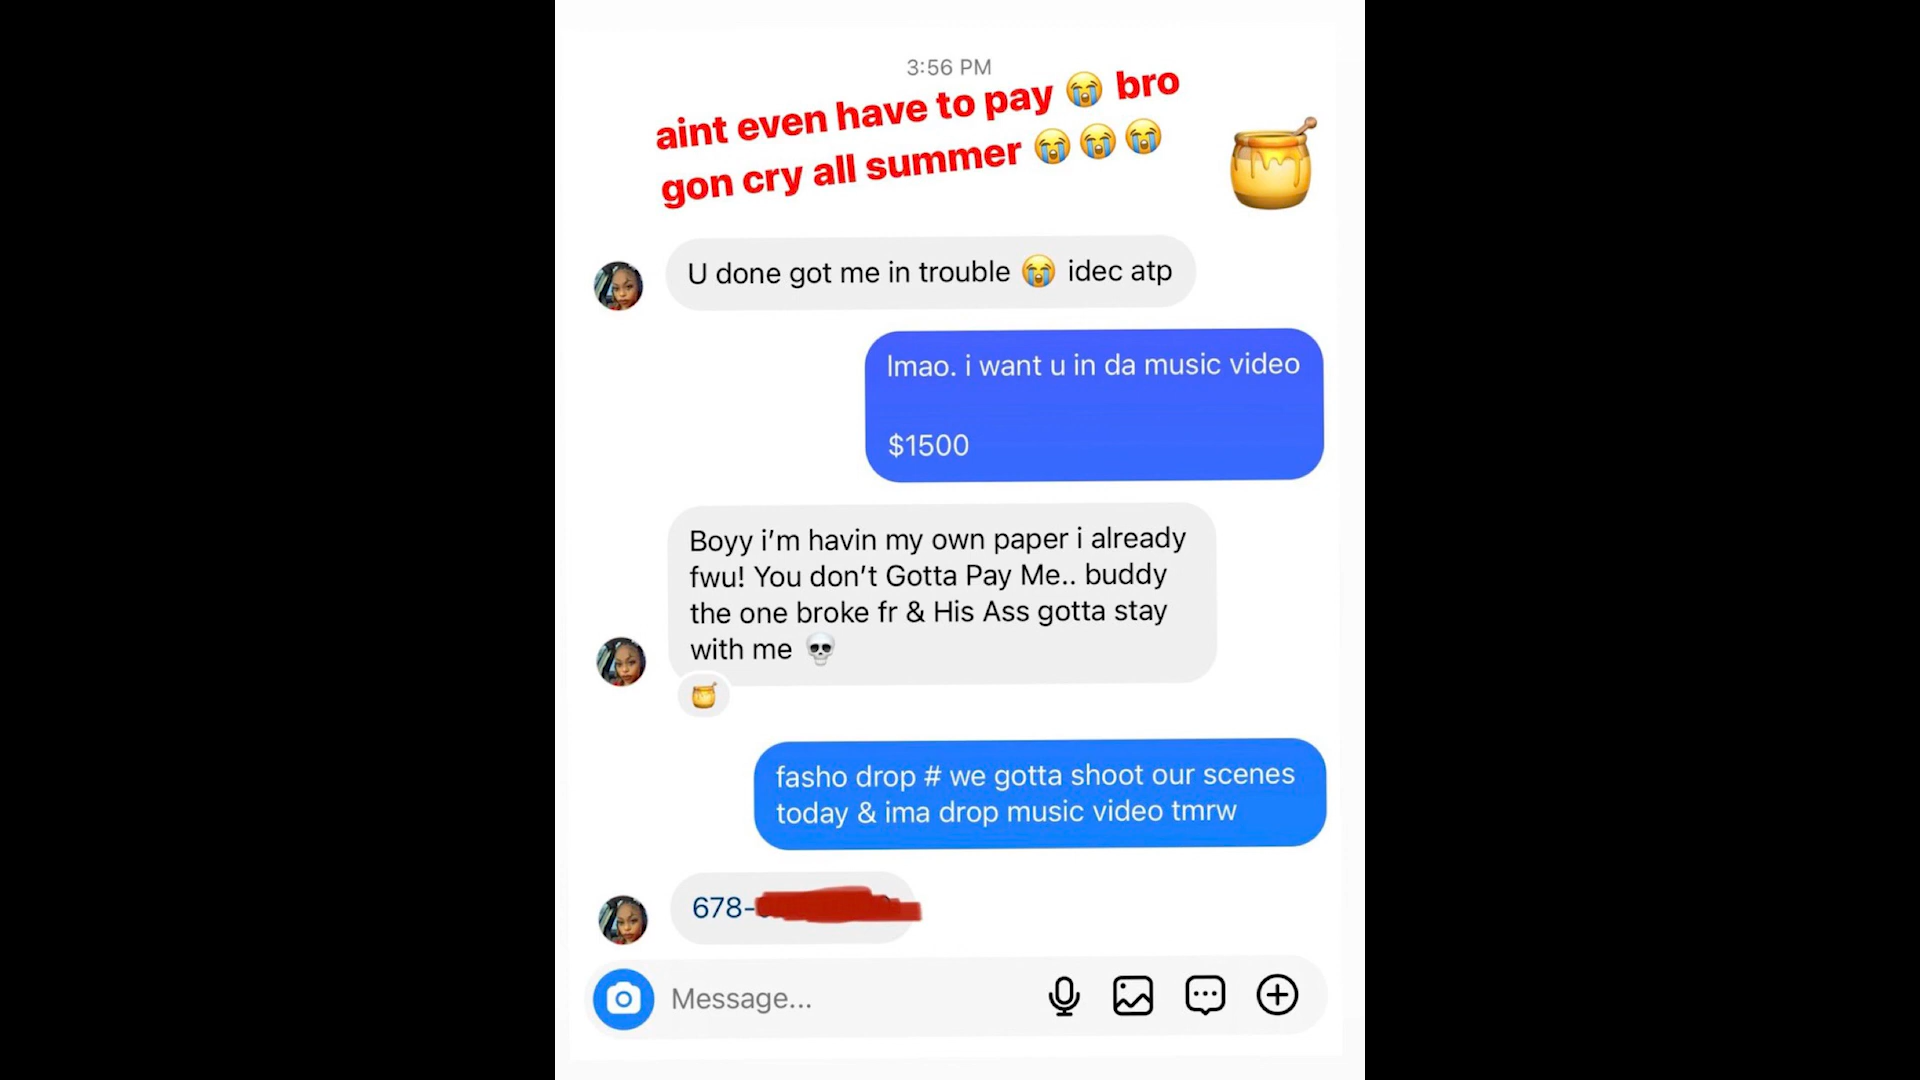 3:56 PM
aint even have to pay 😭 bro
gon cry all summer 😭😭😭
U done got me in trouble 😭 idec atp
lmao. i want u in da music video
$1500
Boyy i'm havin my own paper i already
fwu! You don't Gotta Pay Me.. buddy
the one broke fr & His Ass gotta stay
with me 💀
fasho drop # we gotta shoot our scenes
today & ima drop music video tmrw
678-
Message...